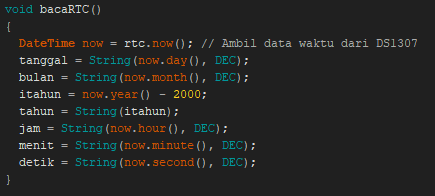 void bacaRTC()
{
DateTime now = rtc.now(); // Ambil data waktu dari DS1307
tanggal = String(now.day(), DEC);
bulan = String(now.month(), DEC);
itahun = now.year() - 2000;
tahun = String(itahun);
jam = String(now.hour(), DEC);
menit = String(now.minute(), DEC);
detik = String(now.second(), DEC);
}